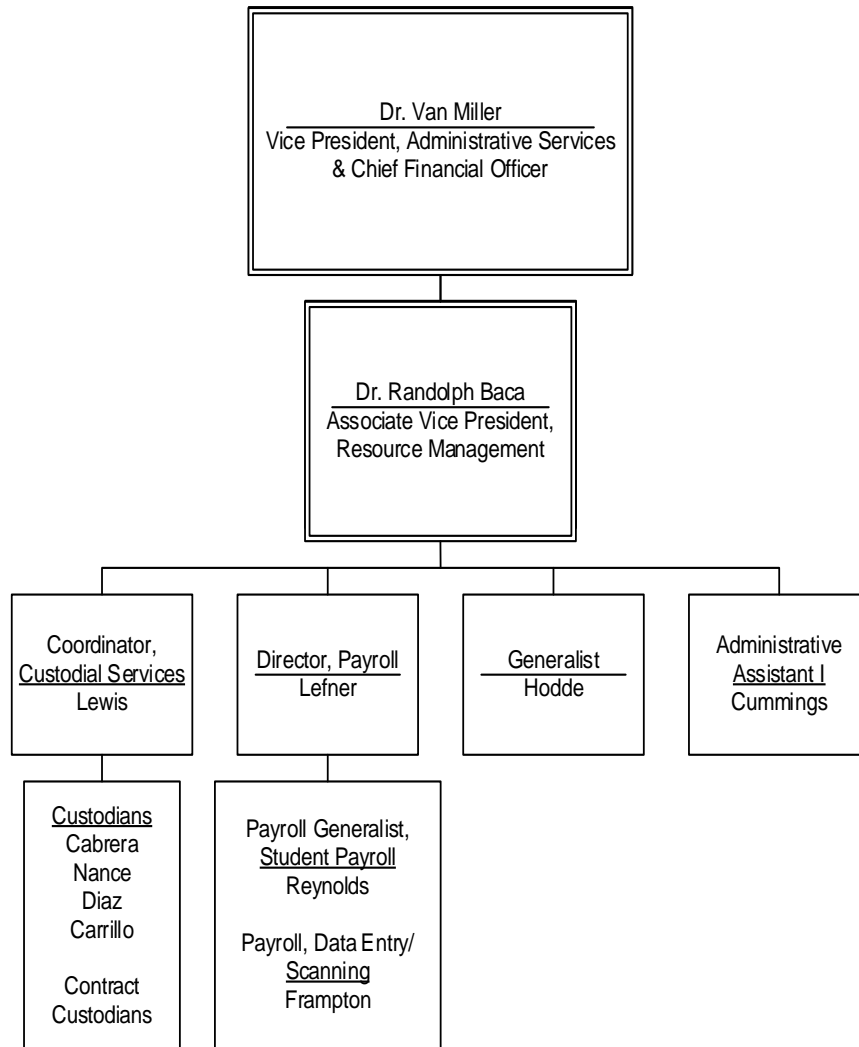 Dr. Van Miller
Vice President, Administrative Services
& Chief Financial Officer
Dr. Randolph Baca
Associate Vice President,
Resource Management
Coordinator,
Custodial Services
Lewis
Director, Payroll
Lefner
Generalist
Hodde
Administrative
Assistant I
Cummings
Custodians
Cabrera
Nance
Diaz
Carrillo
Contract
Custodians
Payroll Generalist,
Student Payroll
Reynolds
Payroll, Data Entry/
Scanning
Frampton